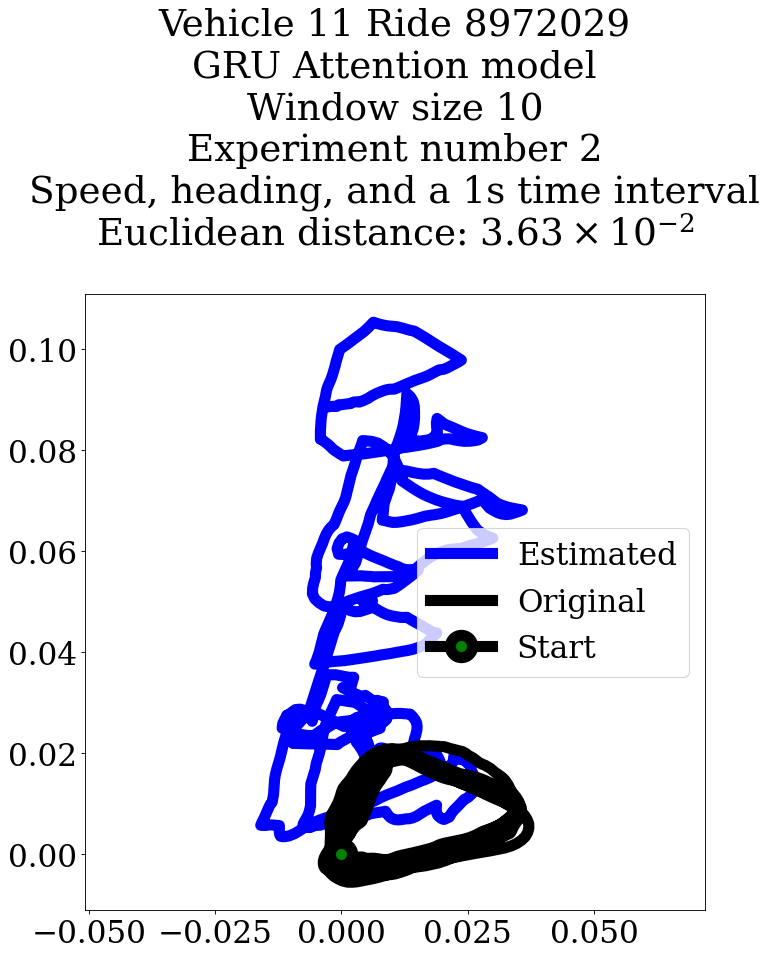 Vehicle 11 Ride 8972029
GRU Attention model
Window size 10
Experiment number 2
Speed, heading, and a 1s time interval
Euclidean distance: 3.63 × 10⁻²
0.10
0.08
0.06
0.04
0.02
0.00
Estimated
Original
Start
−0.050 −0.025 0.000 0.025 0.050